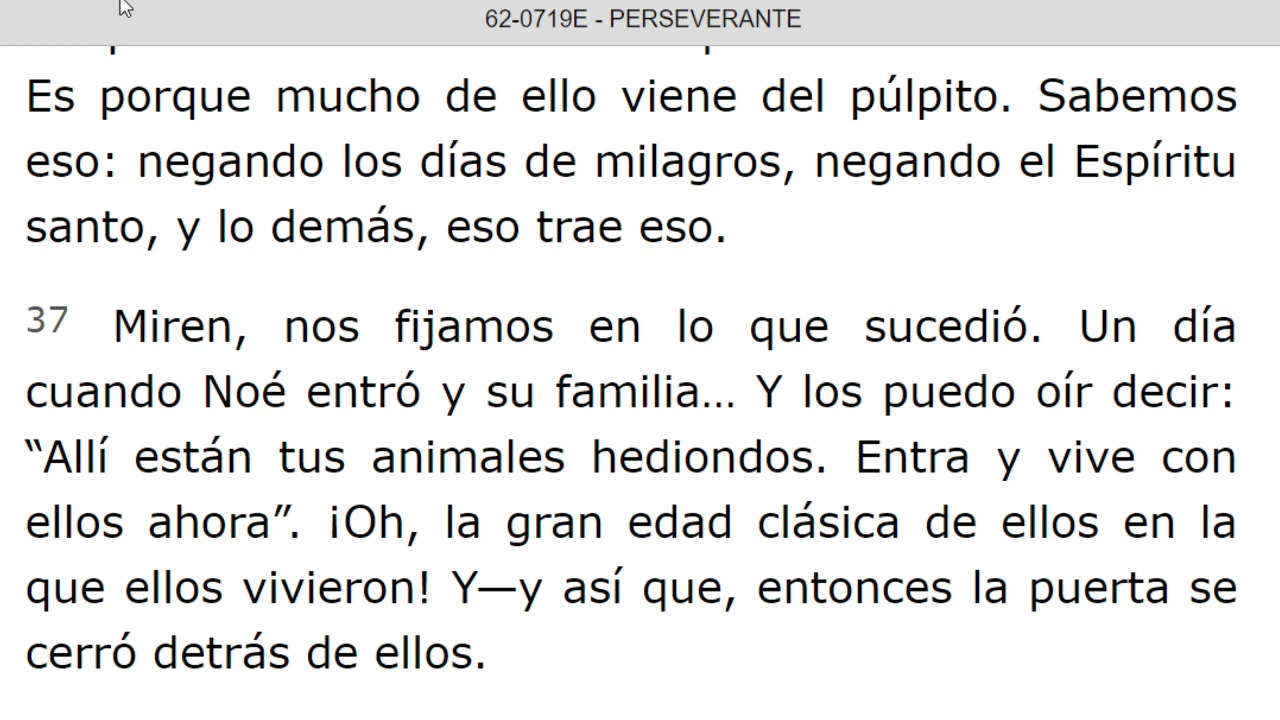 62-0719E - PERSEVERANTE
Es porque mucho de ello viene del púlpito. Sabemos
eso: negando los días de milagros, negando el Espíritu
santo, y lo demás, eso trae eso.
37 Miren, nos fijamos en lo que sucedió. Un día
cuando Noé entró y su familia… Y los puedo oír decir:
“Allí están tus animales hediondos. Entra y vive con
ellos ahora”. ¡Oh, la gran edad clásica de ellos en la
que ellos vivieron! Y—y así que, entonces la puerta se
cerró detrás de ellos.